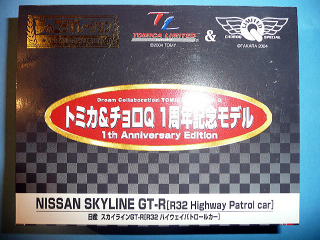 TOMICA LIMITED
&
CHORO Q
SPECIAL
©2004 TOMY
©TAKARA 2004
Dream Collaboration TOMICA
トミカ&チョロQ 1周年記念モデル
1th Anniversary Edition
NISSAN SKYLINE GT-R[R32 Highway Patrol car]
日産 スカイラインGT-R[R32 ハイウェイパトロールカー]